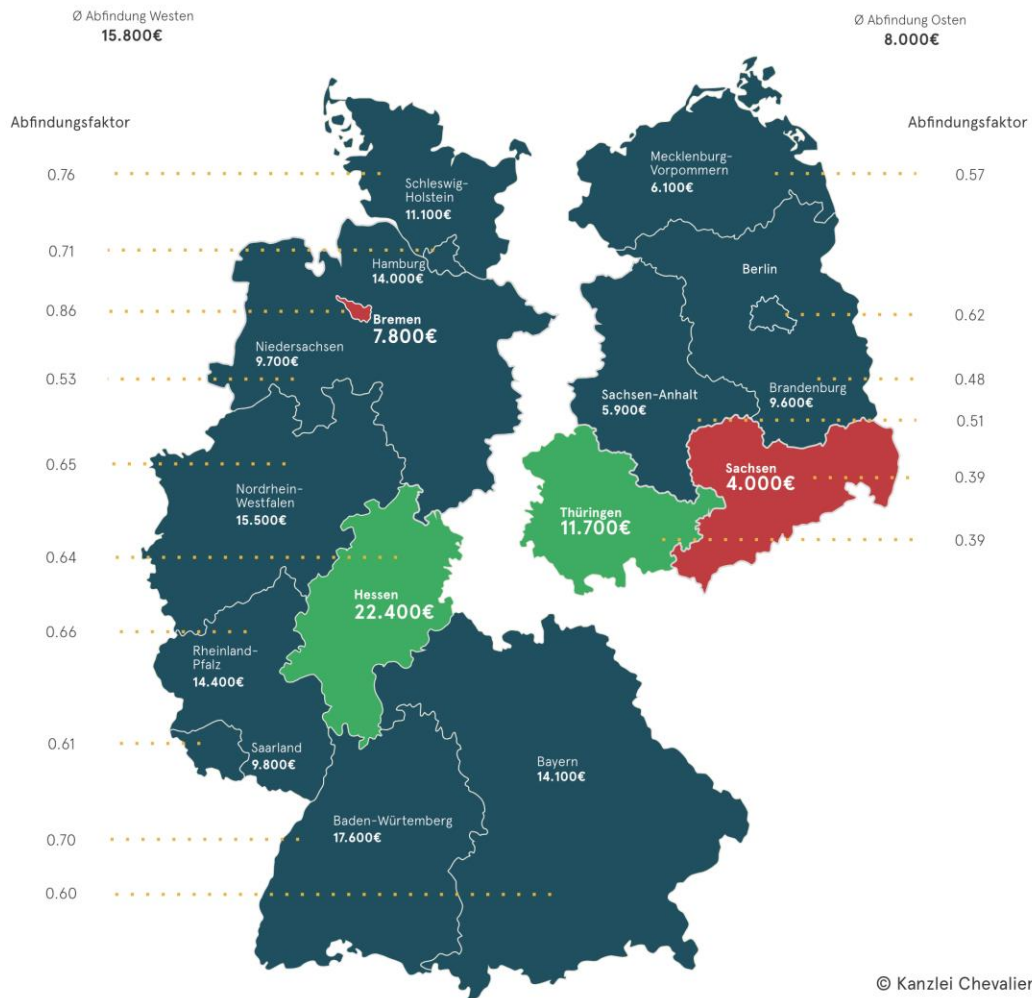 Ø Abfindung Westen
15.800€
Ø Abfindung Osten
8.000€
Abfindungsfaktor
Abfindungsfaktor
0.76
Schleswig-
Holstein
11.100€
Mecklenburg-
Vorpommern
6.100€
0.57
0.71
Hamburg
14.000€
Berlin
0.86
Bremen
7.800€
0.62
Niedersachsen
9.700€
0.53
Sachsen-Anhalt
5.900€
Brandenburg
9.600€
0.48
0.51
0.65
Nordrhein-
Westfalen
15.500€
Sachsen
4.000€
0.39
Thüringen
11.700€
0.39
0.64
Hessen
22.400€
0.66
Rheinland-
Pfalz
14.400€
0.61
Saarland
9.800€
Bayern
14.100€
0.70
Baden-Würtemberg
17.600€
0.60
© Kanzlei Chevalier